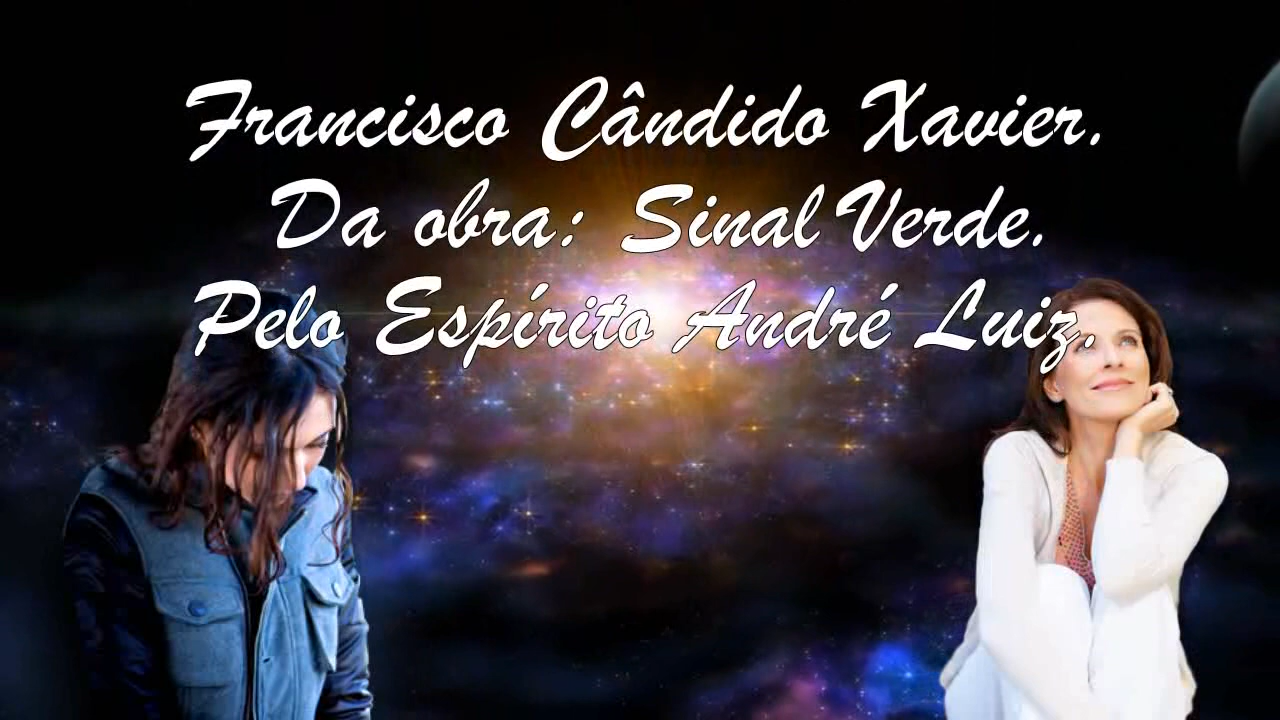 Francisco Cândido Xavier.
Da obra: Sinal Verde.
Pelo Espírito André Luiz.